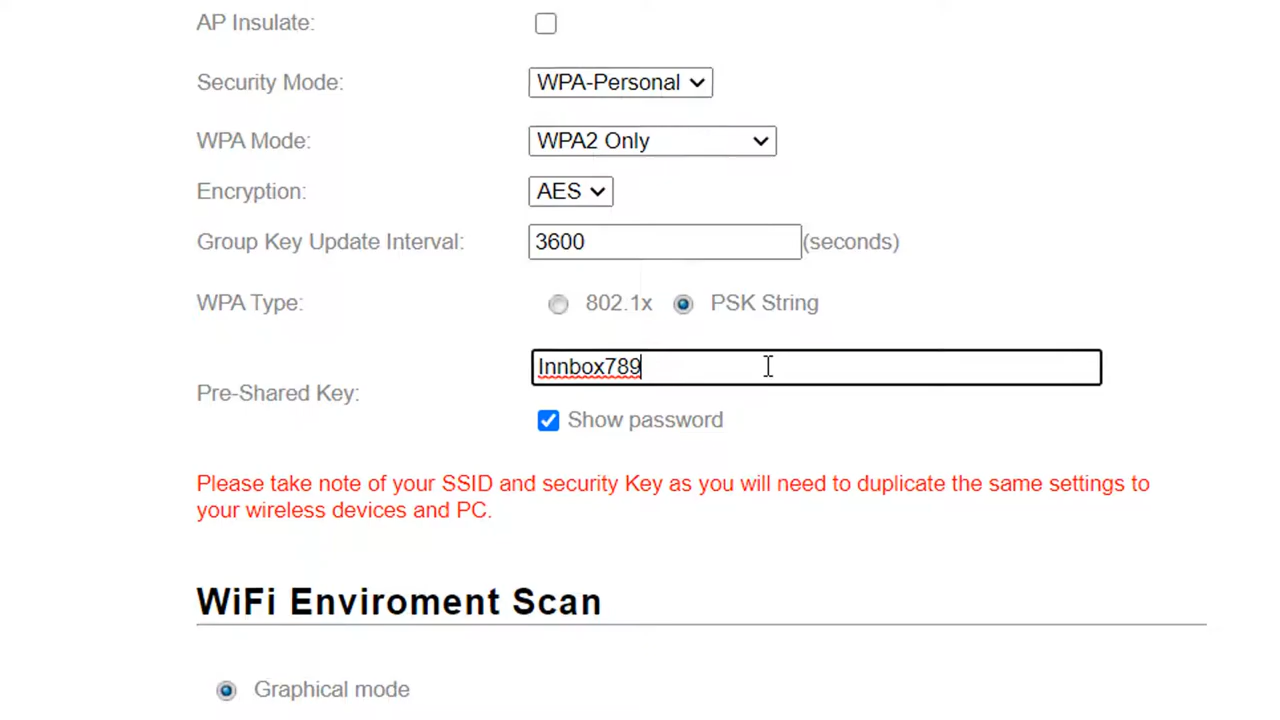 AP Insulate:
Security Mode: WPA-Personal
WPA Mode: WPA2 Only
Encryption: AES
Group Key Update Interval: 3600 (seconds)
WPA Type: 802.1x PSK String
Innbox789
Pre-Shared Key:
Show password
Please take note of your SSID and security Key as you will need to duplicate the same settings to
your wireless devices and PC.
WiFi Enviroment Scan
Graphical mode